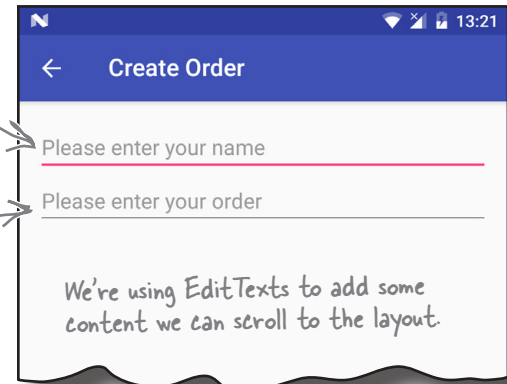 N 13:21
Create Order
Please enter your name
Please enter your order
We're using EditTexts to add some
content we can scroll to the layout.